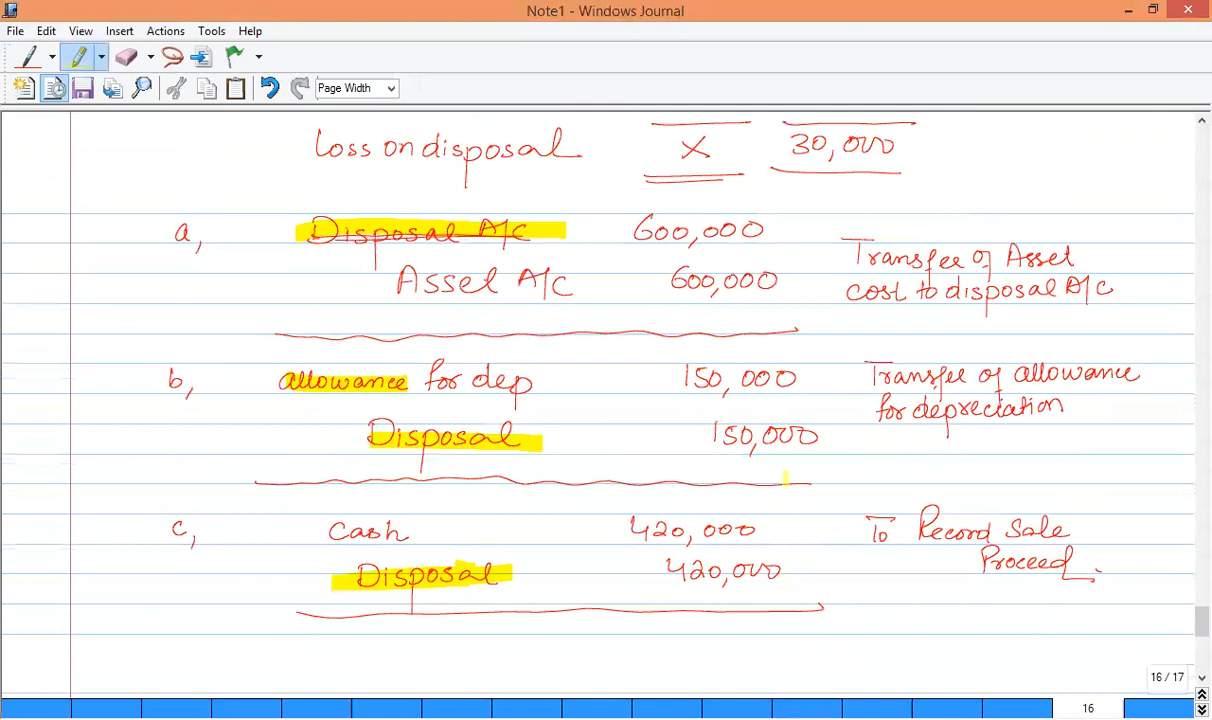 Note1 - Windows Journal
File Edit View Insert Actions Tools Help
Page Width
Loss on disposal X 30,000
a, Disposal A/c 600,000
Asset A/c 600,000
Transfer of Asset
cost to disposal A/c
b, allowance for dep 150,000
Disposal 150,000
Transfer of allowance
for depreciation
c, Cash 420,000
Disposal 420,000
To Record Sale
Proceed.
16 / 17
16